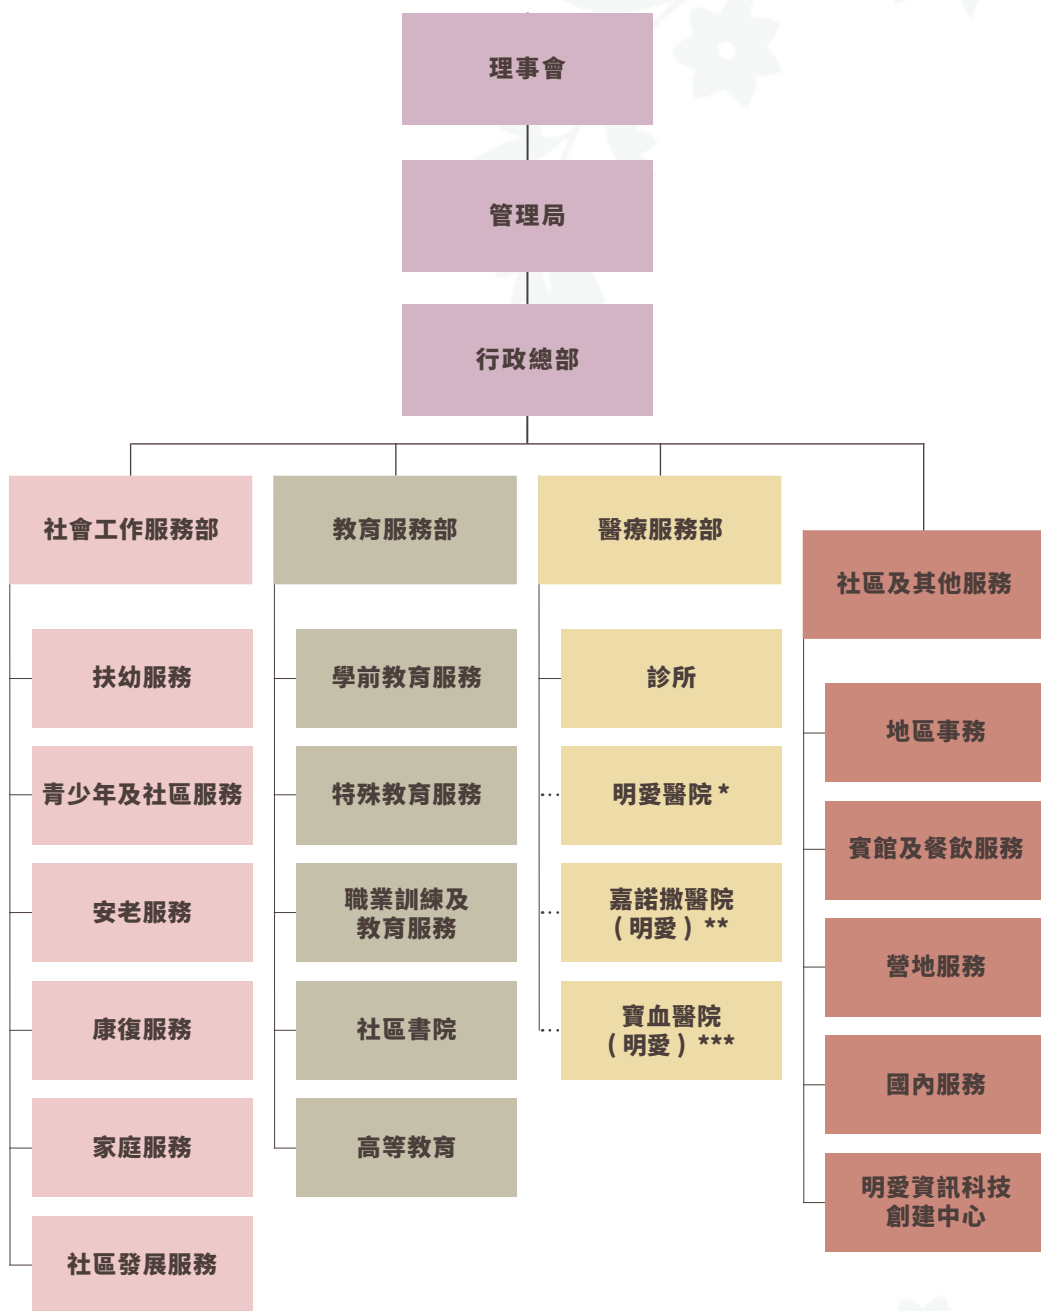 理事會
管理局
行政總部
社會工作服務部
扶幼服務
青少年及社區服務
安老服務
康復服務
家庭服務
社區發展服務
教育服務部
學前教育服務
特殊教育服務
職業訓練及
教育服務
社區書院
高等教育
醫療服務部
診所
明愛醫院 *
嘉諾撒醫院
( 明愛 ) **
寶血醫院
( 明愛 ) ***
社區及其他服務
地區事務
賓館及餐飲服務
營地服務
國內服務
明愛資訊科技
創建中心